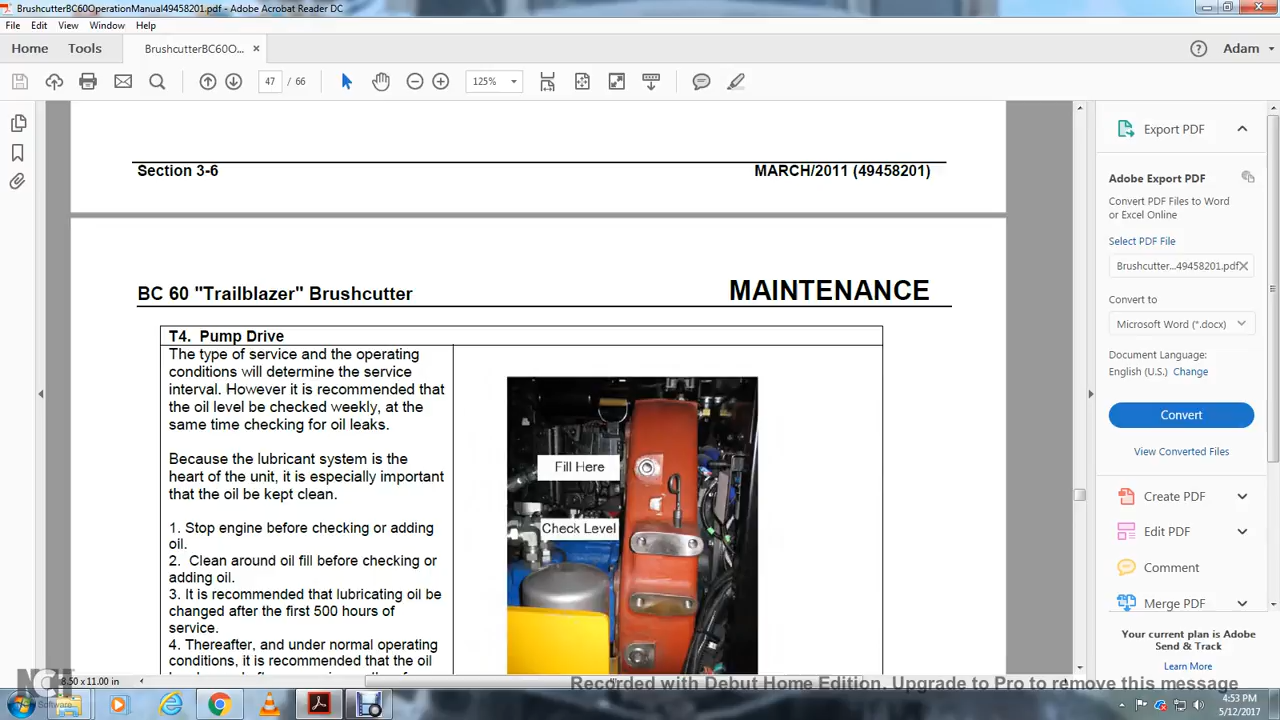 BrushcutterBC60OperationManual49458201.pdf - Adobe Acrobat Reader DC
File Edit View Window Help
Home Tools BrushcutterBC60O... × Adam
47 / 66 125%
Section 3-6 MARCH/2011 (49458201)
BC 60 "Trailblazer" Brushcutter MAINTENANCE
T4. Pump Drive
The type of service and the operating
conditions will determine the service
interval. However it is recommended that
the oil level be checked weekly, at the
same time checking for oil leaks.
Because the lubricant system is the
heart of the unit, it is especially important
that the oil be kept clean.
1. Stop engine before checking or adding
oil.
2. Clean around oil fill before checking or
adding oil.
3. It is recommended that lubricating oil be
changed after the first 500 hours of
service.
4. Thereafter, and under normal operating
conditions, it is recommended that the oil
Fill Here
Check Level
8.50 x 11.00 in
Export PDF
Adobe Export PDF
Convert PDF Files to Word
or Excel Online
Select PDF File
Brushcutter...49458201.pdf
Convert to
Microsoft Word (*.docx)
Document Language:
English (U.S.) Change
Convert
View Converted Files
Create PDF
Edit PDF
Comment
Merge PDF
Your current plan is Adobe
Send & Track
Learn More
NCH Software
Recorded with Debut Home Edition. Upgrade to Pro to remove this message
4:53 PM
5/12/2017